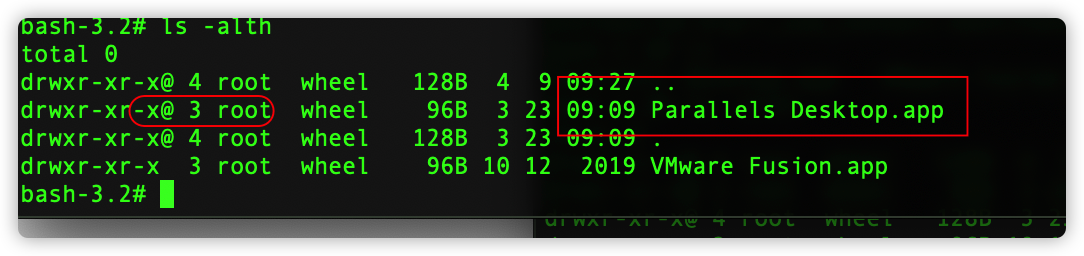 bash-3.2# ls -alth
total 0
drwxr-xr-x@ 4 root  wheel   128B  4  9 09:27 ..
drwxr-xr-x@ 3 root  wheel    96B  3 23 09:09 Parallels Desktop.app
drwxr-xr-x@ 4 root  wheel   128B  3 23 09:09 .
drwxr-xr-x  3 root  wheel    96B 10 12  2019 VMware Fusion.app
bash-3.2#
drwxr-xr-x@ 4 root  wheel   128B